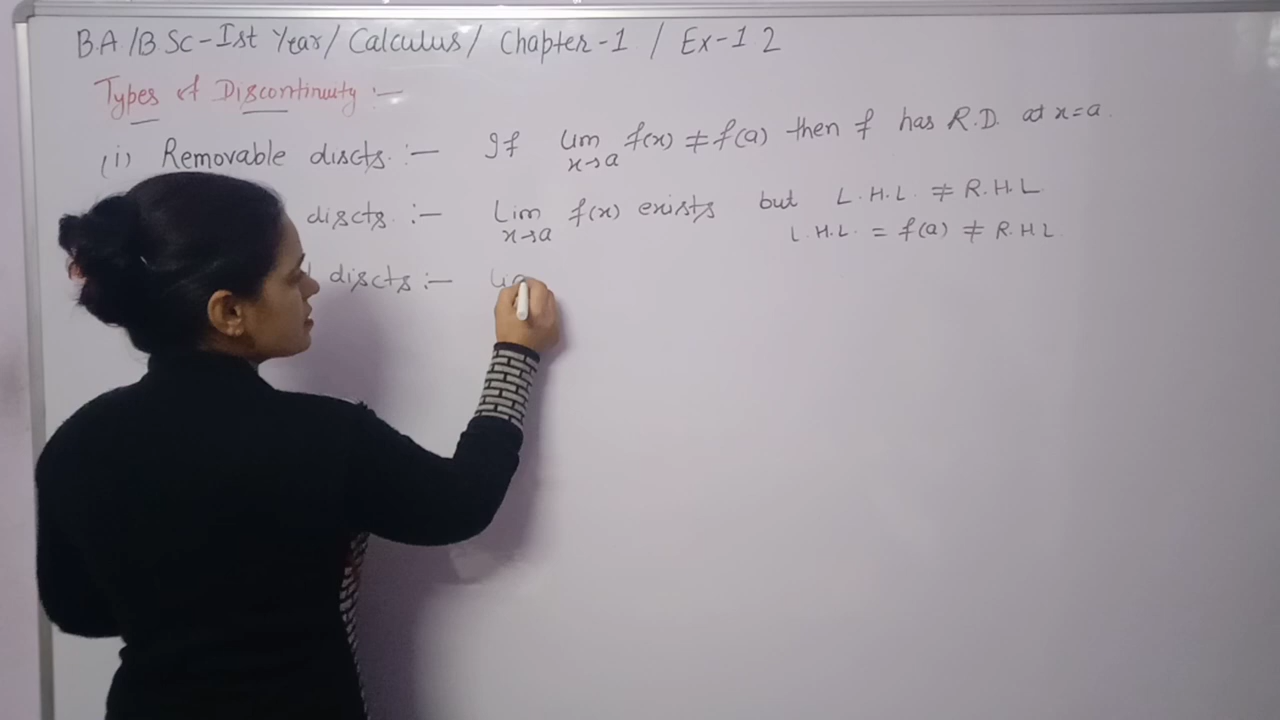 B.A./B Sc-Ist Year/ Calculus/ Chapter-1 / Ex-1.2
Types of Discontinuity :-
(i) Removable discts. :- If lim x→a f(x) ≠ f(a) then f has R.D. at x=a.
discts. :- Lim x→a f(x) exists but L.H.L. ≠ R.H.L.
L.H.L. = f(a) ≠ R.H.L.
discts :-